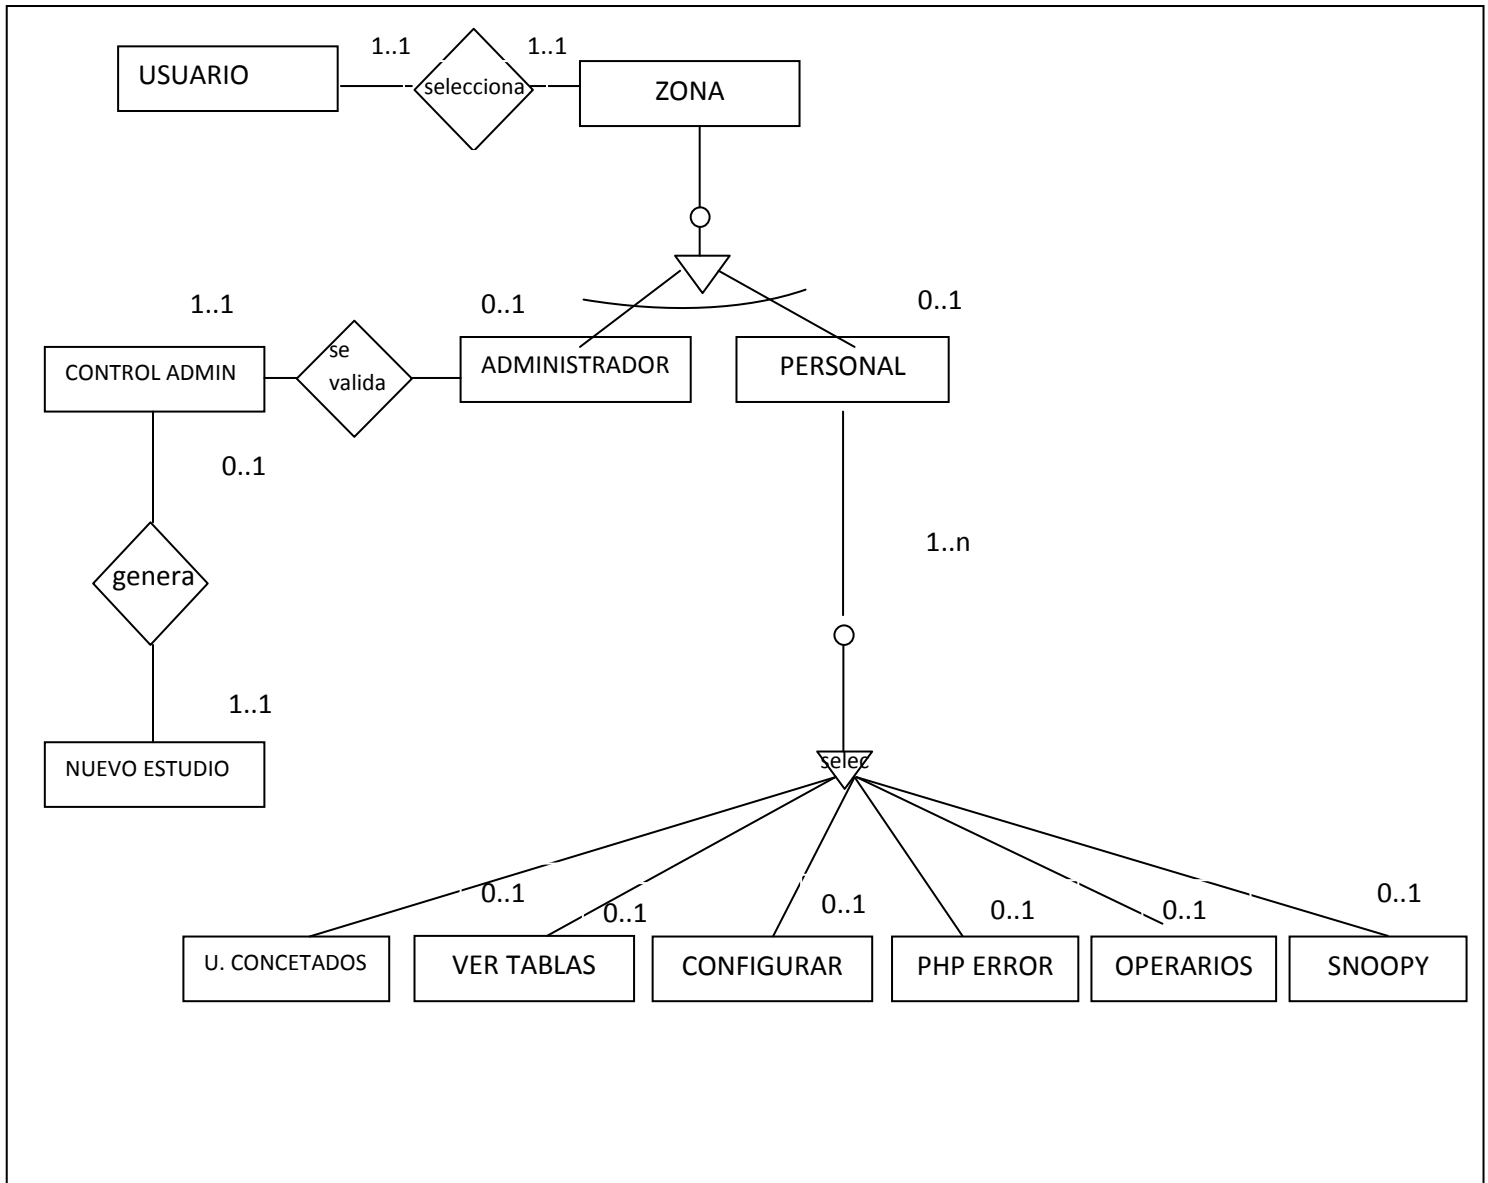 1..1
1..1
USUARIO
selecciona
ZONA
1..1
0..1
0..1
se
valida
CONTROL ADMIN
ADMINISTRADOR
PERSONAL
0..1
1..n
genera
1..1
NUEVO ESTUDIO
selec
0..1
0..1
0..1
0..1
0..1
0..1
U. CONCETADOS
VER TABLAS
CONFIGURAR
PHP ERROR
OPERARIOS
SNOOPY